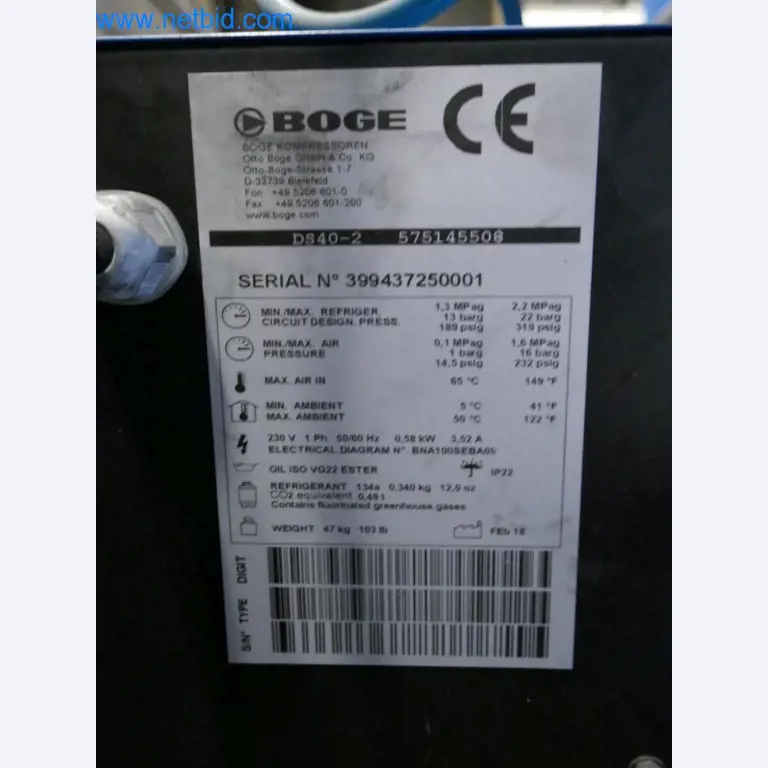 www.netbid.com
BOGE CE
BOGE KOMPRESSOREN
Otto Boge GmbH & Co. KG
Otto-Boge-Strasse 1-7
D-33739 Bielefeld
Fon: +49 5206 601-0
Fax: +49 5206 601-200
www.boge.com
DS40-2 575145508
SERIAL N° 399437250001
MIN./MAX. REFRIGER. 1,3 MPag 2,2 MPag
CIRCUIT DESIGN. PRESS. 13 barg 22 barg
189 psig 319 psig
MIN./MAX. AIR 0,1 MPag 1,6 MPag
PRESSURE 1 barg 16 barg
14,5 psig 232 psig
MAX. AIR IN 65 °C 149 °F
MIN. AMBIENT 5 °C 41 °F
MAX. AMBIENT 50 °C 122 °F
230 V 1 Ph 50/60 Hz 0,58 kW 3,52 A
ELECTRICAL DIAGRAM N°. BNA100SEBA05
OIL ISO VG22 ESTER IP22
REFRIGERANT 134a 0,340 kg 12,0 oz
CO2 equivalent 0,49 t
Contains fluorinated greenhouse gases
WEIGHT 47 kg 103 lb FEb 18
S/N° TYPE DIGIT